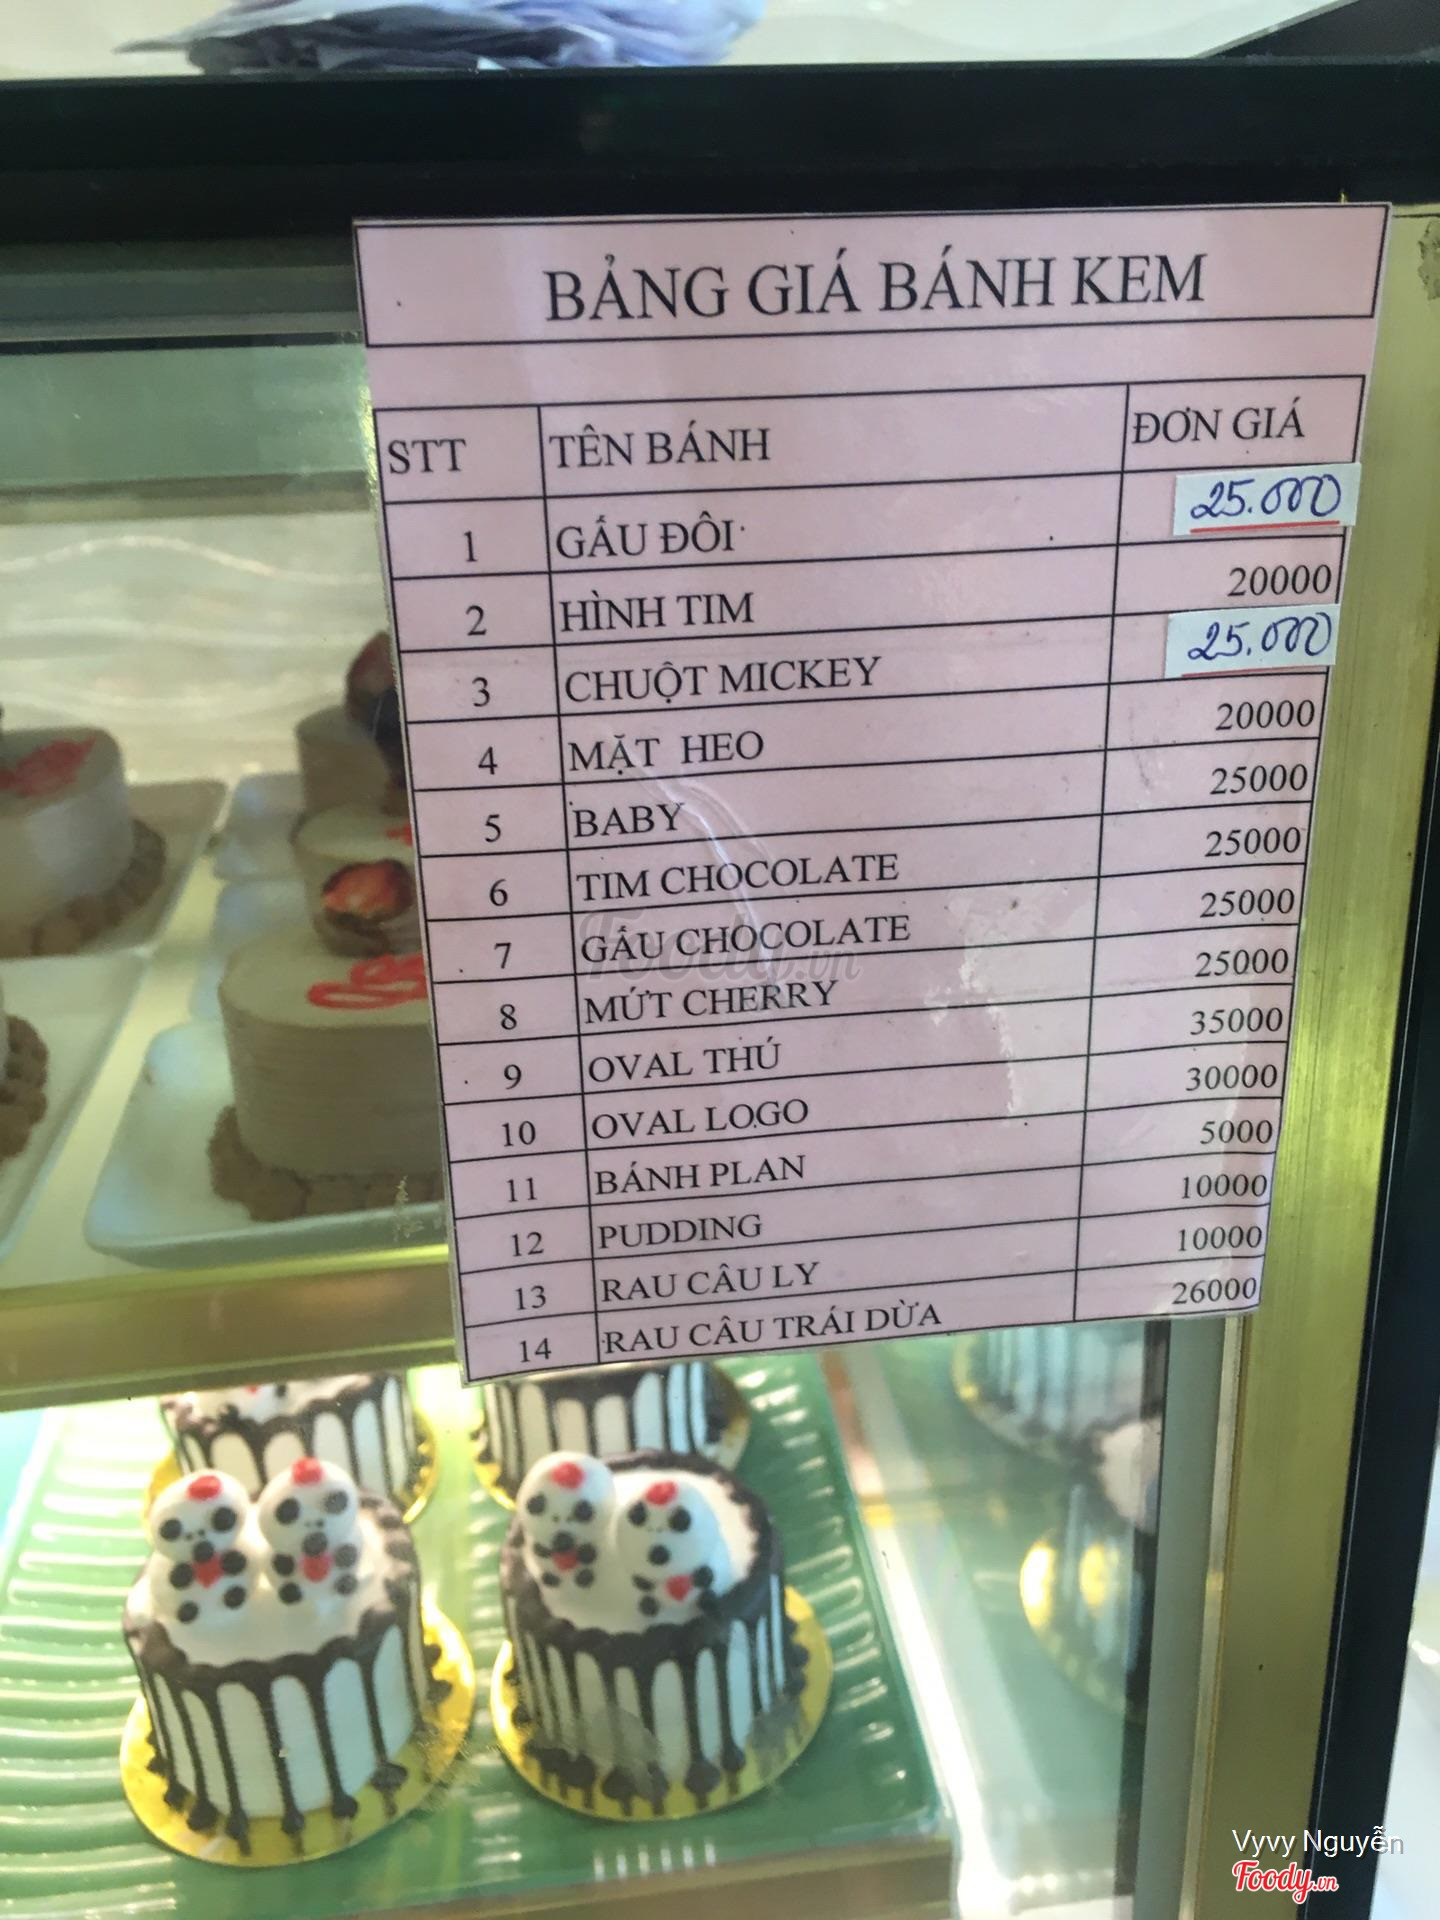 BẢNG GIÁ BÁNH KEM
STT TÊN BÁNH ĐƠN GIÁ
1 GẤU ĐÔI 25.000
2 HÌNH TIM 20000
3 CHUỘT MICKEY 25.000
4 MẶT HEO 20000
5 BABY 25000
6 TIM CHOCOLATE 25000
7 GẤU CHOCOLATE 25000
8 MỨT CHERRY 25000
9 OVAL THÚ 35000
10 OVAL LOGO 30000
11 BÁNH PLAN 5000
12 PUDDING 10000
13 RAU CÂU LY 10000
14 RAU CÂU TRÁI DỪA 26000
Foody.vn
Vyvy Nguyễn
Foody.vn